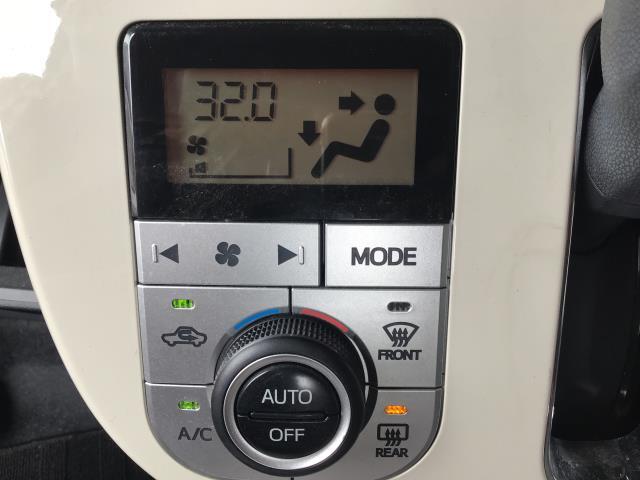 32.0
MODE
FRONT
AUTO
A/C
OFF
REAR